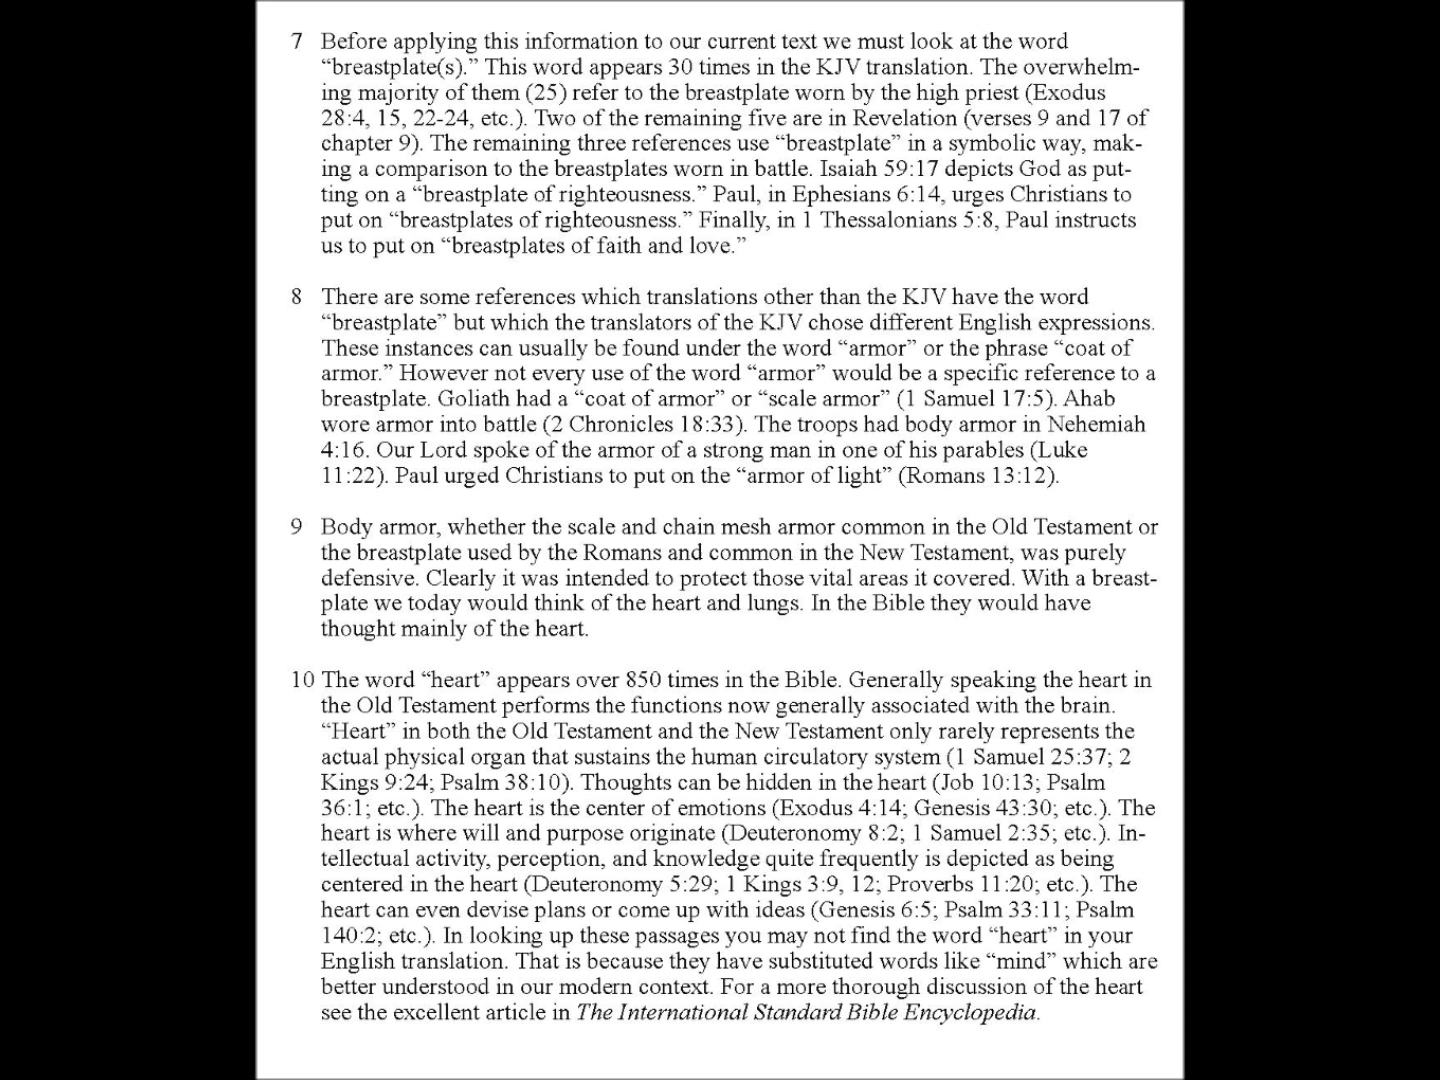 7 Before applying this information to our current text we must look at the word
“breastplate(s).” This word appears 30 times in the KJV translation. The overwhelm-
ing majority of them (25) refer to the breastplate worn by the high priest (Exodus
28:4, 15, 22-24, etc.). Two of the remaining five are in Revelation (verses 9 and 17 of
chapter 9). The remaining three references use “breastplate” in a symbolic way, mak-
ing a comparison to the breastplates worn in battle. Isaiah 59:17 depicts God as put-
ting on a “breastplate of righteousness.” Paul, in Ephesians 6:14, urges Christians to
put on “breastplates of righteousness.” Finally, in 1 Thessalonians 5:8, Paul instructs
us to put on “breastplates of faith and love.”
8 There are some references which translations other than the KJV have the word
“breastplate” but which the translators of the KJV chose different English expressions.
These instances can usually be found under the word “armor” or the phrase “coat of
armor.” However not every use of the word “armor” would be a specific reference to a
breastplate. Goliath had a “coat of armor” or “scale armor” (1 Samuel 17:5). Ahab
wore armor into battle (2 Chronicles 18:33). The troops had body armor in Nehemiah
4:16. Our Lord spoke of the armor of a strong man in one of his parables (Luke
11:22). Paul urged Christians to put on the “armor of light” (Romans 13:12).
9 Body armor, whether the scale and chain mesh armor common in the Old Testament or
the breastplate used by the Romans and common in the New Testament, was purely
defensive. Clearly it was intended to protect those vital areas it covered. With a breast-
plate we today would think of the heart and lungs. In the Bible they would have
thought mainly of the heart.
10 The word “heart” appears over 850 times in the Bible. Generally speaking the heart in
the Old Testament performs the functions now generally associated with the brain.
“Heart” in both the Old Testament and the New Testament only rarely represents the
actual physical organ that sustains the human circulatory system (1 Samuel 25:37; 2
Kings 9:24; Psalm 38:10). Thoughts can be hidden in the heart (Job 10:13; Psalm
36:1; etc.). The heart is the center of emotions (Exodus 4:14; Genesis 43:30; etc.). The
heart is where will and purpose originate (Deuteronomy 8:2; 1 Samuel 2:35; etc.). In-
tellectual activity, perception, and knowledge quite frequently is depicted as being
centered in the heart (Deuteronomy 5:29; 1 Kings 3:9, 12; Proverbs 11:20; etc.). The
heart can even devise plans or come up with ideas (Genesis 6:5; Psalm 33:11; Psalm
140:2; etc.). In looking up these passages you may not find the word “heart” in your
English translation. That is because they have substituted words like “mind” which are
better understood in our modern context. For a more thorough discussion of the heart
see the excellent article in The International Standard Bible Encyclopedia.